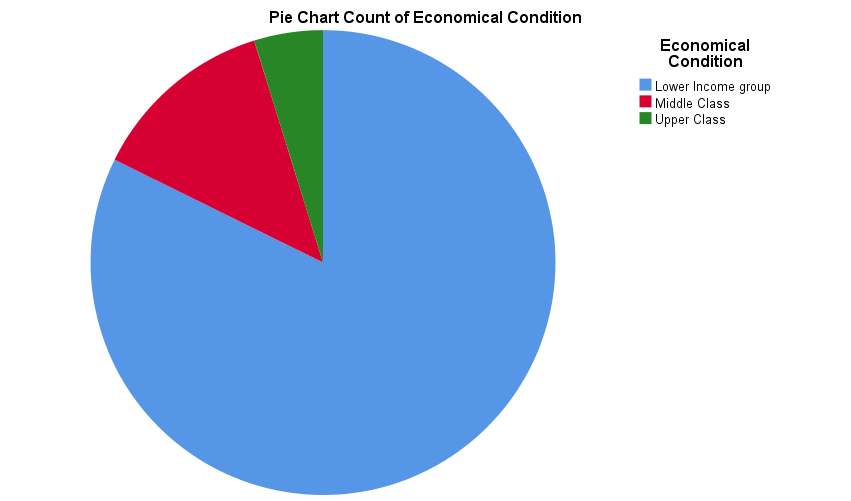 Pie Chart Count of Economical Condition
Economical
Condition
Lower Income group
Middle Class
Upper Class